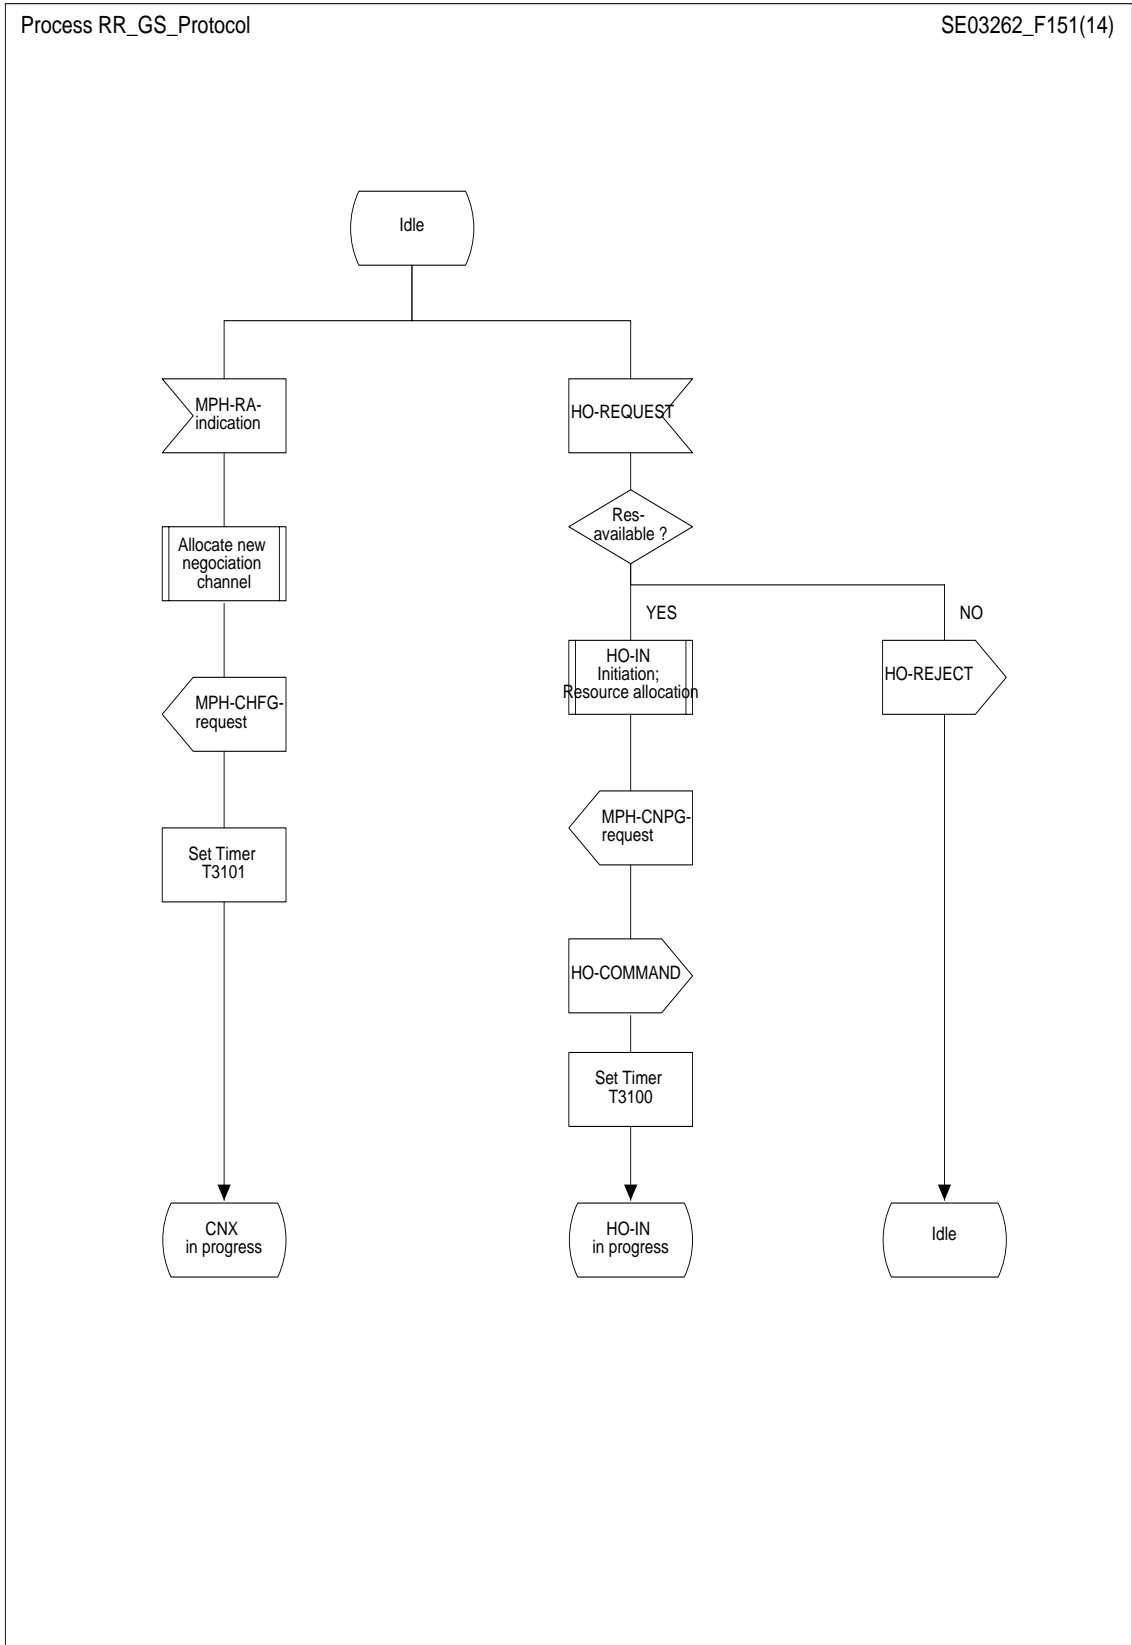 Process RR_GS_Protocol
SE03262_F151(14)
Idle
MPH-RA-
indication
HO-REQUEST
Res-
available ?
Allocate new
negociation
channel
YES
NO
HO-IN
Initiation;
Resource allocation
HO-REJECT
MPH-CHFG-
request
MPH-CNPG-
request
Set Timer
T3101
HO-COMMAND
Set Timer
T3100
CNX
in progress
HO-IN
in progress
Idle